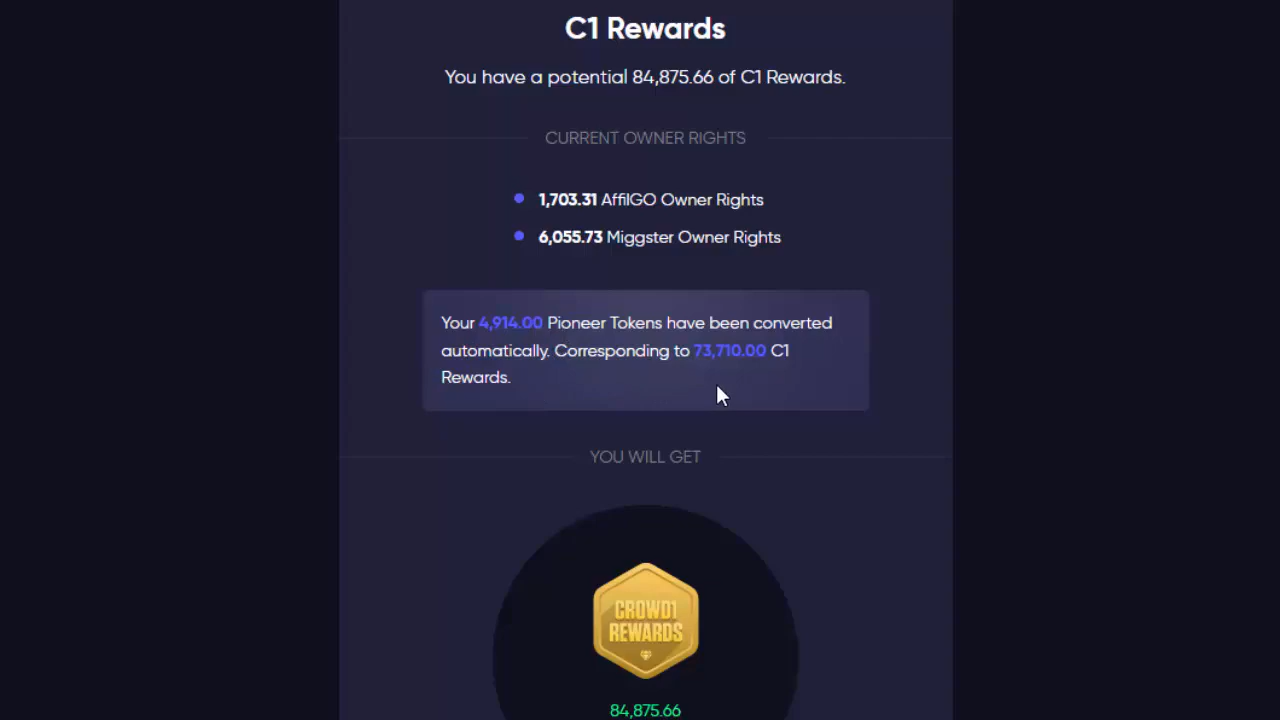 C1 Rewards
You have a potential 84,875.66 of C1 Rewards.
CURRENT OWNER RIGHTS
1,703.31 AffilGO Owner Rights
6,055.73 Miggster Owner Rights
Your 4,914.00 Pioneer Tokens have been converted
automatically. Corresponding to 73,710.00 C1
Rewards.
YOU WILL GET
CROWD1
REWARDS
84,875.66